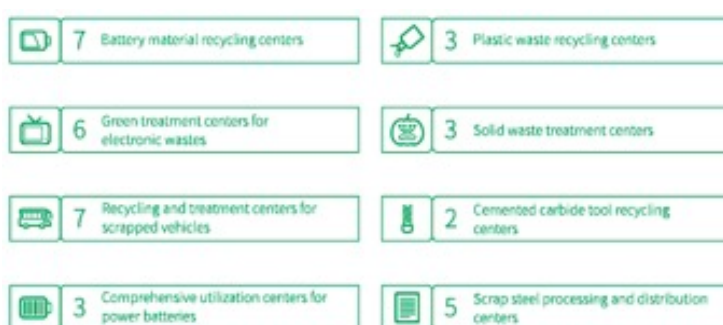 7 Battery material recycling centers
3 Plastic waste recycling centers
6 Green treatment centers for
electronic wastes
3 Solid waste treatment centers
7 Recycling and treatment centers for
scrapped vehicles
2 Cemented carbide tool recycling
centers
3 Comprehensive utilization centers for
power batteries
5 Scrap steel processing and distribution
centers